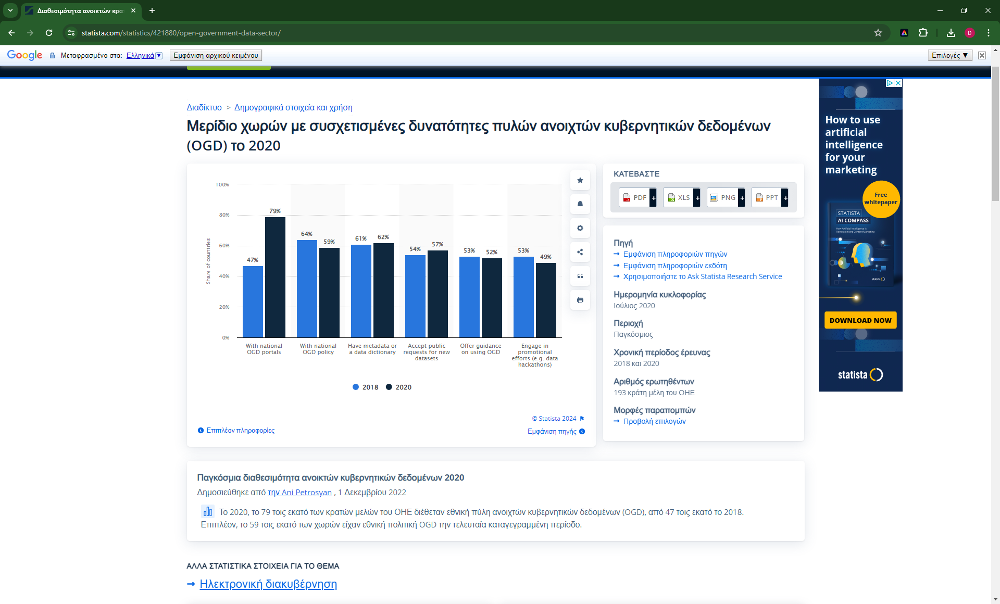 Διαθεσιμότητα ανοικτών κρα
statista.com/statistics/421880/open-government-data-sector/
D
Google Μεταφρασμένο στα: Ελληνικά ▼ Εμφάνιση αρχικού κειμένου Επιλογές ▼
Διαδίκτυο > Δημογραφικά στοιχεία και χρήση
Μερίδιο χωρών με συσχετισμένες δυνατότητες πυλών ανοιχτών κυβερνητικών δεδομένων
(OGD) το 2020
Share of countries
100%
80%
60%
40%
20%
0%
47% 79%
64% 59%
61% 62%
54% 57%
53% 52%
53% 49%
With national
OGD portals
With national
OGD policy
Have metadata or
a data dictionary
Accept public
requests for new
datasets
Offer guidance
on using OGD
Engage in
promotional
efforts (e.g. data
hackathons)
2018 2020
© Statista 2024
Επιπλέον πληροφορίες
Εμφάνιση πηγής
ΚΑΤΕΒΑΣΤΕ
PDF + XLS + PNG + PPT +
Πηγή
Εμφάνιση πληροφοριών πηγών
Εμφάνιση πληροφοριών εκδότη
Χρησιμοποιήστε το Ask Statista Research Service
Ημερομηνία κυκλοφορίας
Ιούλιος 2020
Περιοχή
Παγκόσμιος
Χρονική περίοδος έρευνας
2018 και 2020
Αριθμός ερωτηθέντων
193 κράτη μέλη του ΟΗΕ
Μορφές παραπομπών
Προβολή επιλογών
How to use
artificial
intelligence
for your
marketing
Free
whitepaper
STATISTA
AI COMPASS
How Artificial Intelligence is
Revolutionizing Content Marketing
statista
DOWNLOAD NOW
statista
Παγκόσμια διαθεσιμότητα ανοικτών κυβερνητικών δεδομένων 2020
Δημοσιεύθηκε από την Ani Petrosyan , 1 Δεκεμβρίου 2022
Το 2020, το 79 τοις εκατό των κρατών μελών του ΟΗΕ διέθεταν εθνική πύλη ανοιχτών κυβερνητικών δεδομένων (OGD), από 47 τοις εκατό το 2018.
Επιπλέον, το 59 τοις εκατό των χωρών είχαν εθνική πολιτική OGD την τελευταία καταγεγραμμένη περίοδο.
ΑΛΛΑ ΣΤΑΤΙΣΤΙΚΑ ΣΤΟΙΧΕΙΑ ΓΙΑ ΤΟ ΘΕΜΑ
Ηλεκτρονική διακυβέρνηση